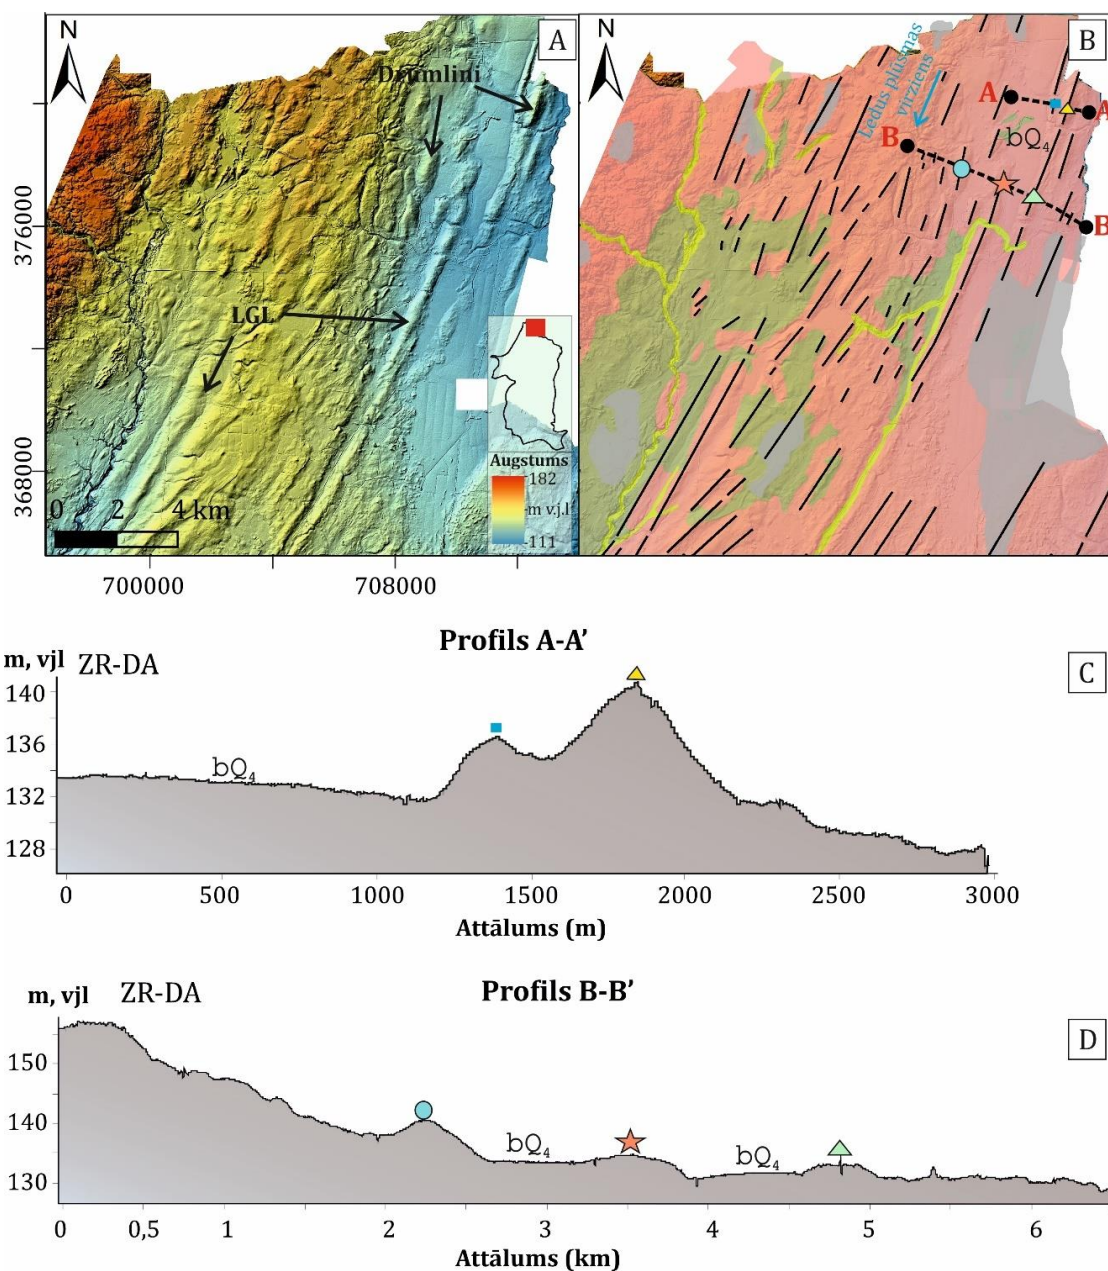 N
A
Drumlini
LGL
376000
368000
0 2 4 km
Augstums
182
m v.j.l
111
700000
708000
N
B
Ledus plūsmas
virziens
A
A
bQ4
B
B
Profils A-A’
m, vjl
ZR-DA
C
140
136
132
128
bQ4
0 500 1000 1500 2000 2500 3000
Attālums (m)
Profils B-B’
m, vjl
ZR-DA
D
150
140
130
bQ4
bQ4
0 0,5 1 2 3 4 5 6
Attālums (km)